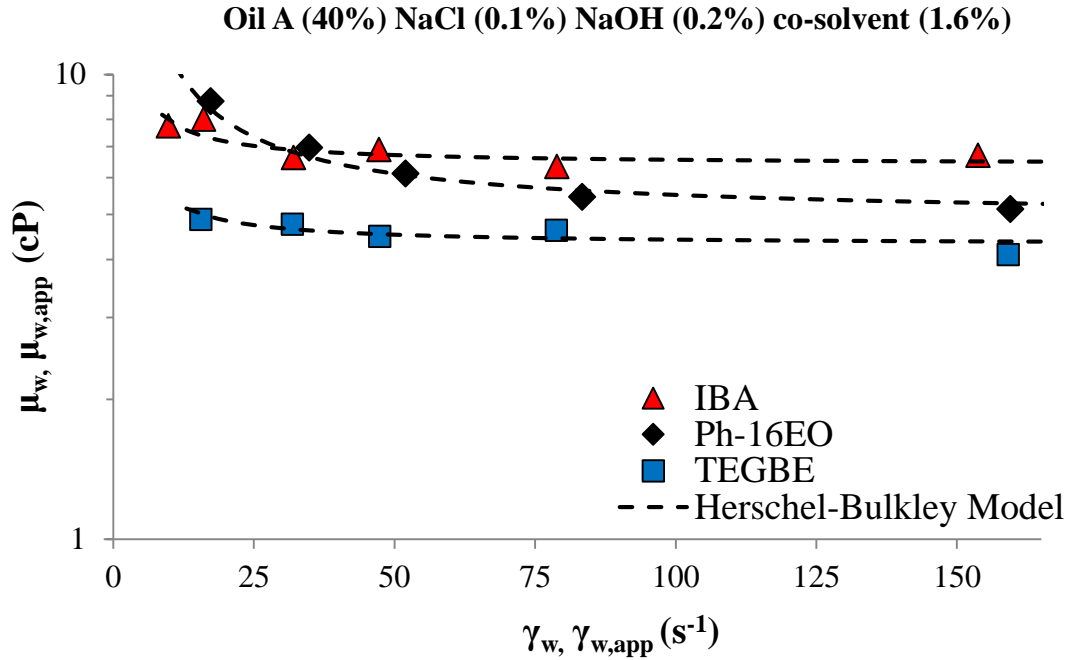 Oil A (40%) NaCl (0.1%) NaOH (0.2%) co-solvent (1.6%)
10
1
μw, μw,app (cP)
IBA
Ph-16EO
TEGBE
Herschel-Bulkley Model
0 25 50 75 100 125 150
γw, γw,app (s-1)